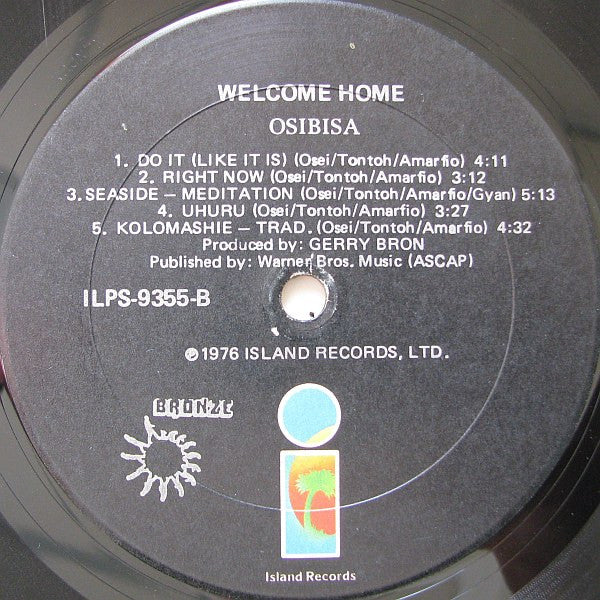 WELCOME HOME
OSIBISA
1. DO IT (LIKE IT IS) (Osei/Tontoh/Amarfio) 4:11
2. RIGHT NOW (Osei/Tontoh/Amarfio) 3:12
3. SEASIDE – MEDITATION (Osei/Tontoh/Amarfio/Gyan) 5:13
4. UHURU (Osei/Tontoh/Amarfio) 3:27
5. KOLOMASHIE – TRAD. (Osei/Tontoh/Amarfio) 4:32
Produced by: GERRY BRON
Published by: Warner Bros. Music (ASCAP)
ILPS-9355-B
℗ 1976 ISLAND RECORDS, LTD.
BRONZE
i
Island Records